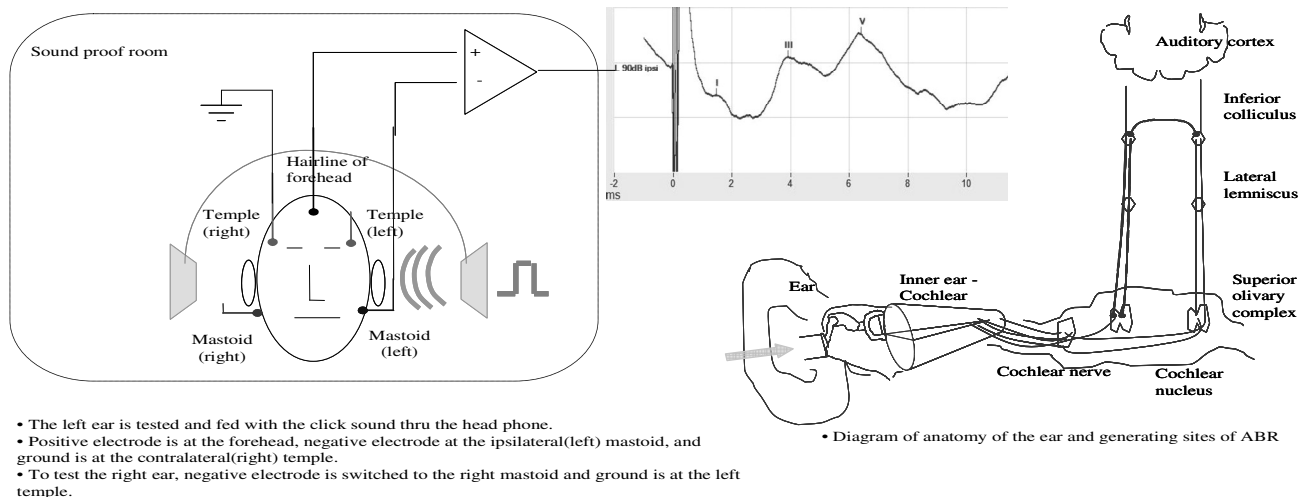 Sound proof room
+
-
Hairline of
forehead
Temple
(right)
Temple
(left)
Mastoid
(right)
Mastoid
(left)
• The left ear is tested and fed with the click sound thru the head phone.
• Positive electrode is at the forehead, negative electrode at the ipsilateral(left) mastoid, and
ground is at the contralateral(right) temple.
• To test the right ear, negative electrode is switched to the right mastoid and ground is at the left
temple.
L 90dB ipsi
I
III
V
-2 0 2 4 6 8 10
ms
Auditory cortex
Inferior
colliculus
Lateral
lemniscus
Superior
olivary
complex
Ear
Inner ear -
Cochlear
Cochlear nerve
Cochlear
nucleus
• Diagram of anatomy of the ear and generating sites of ABR